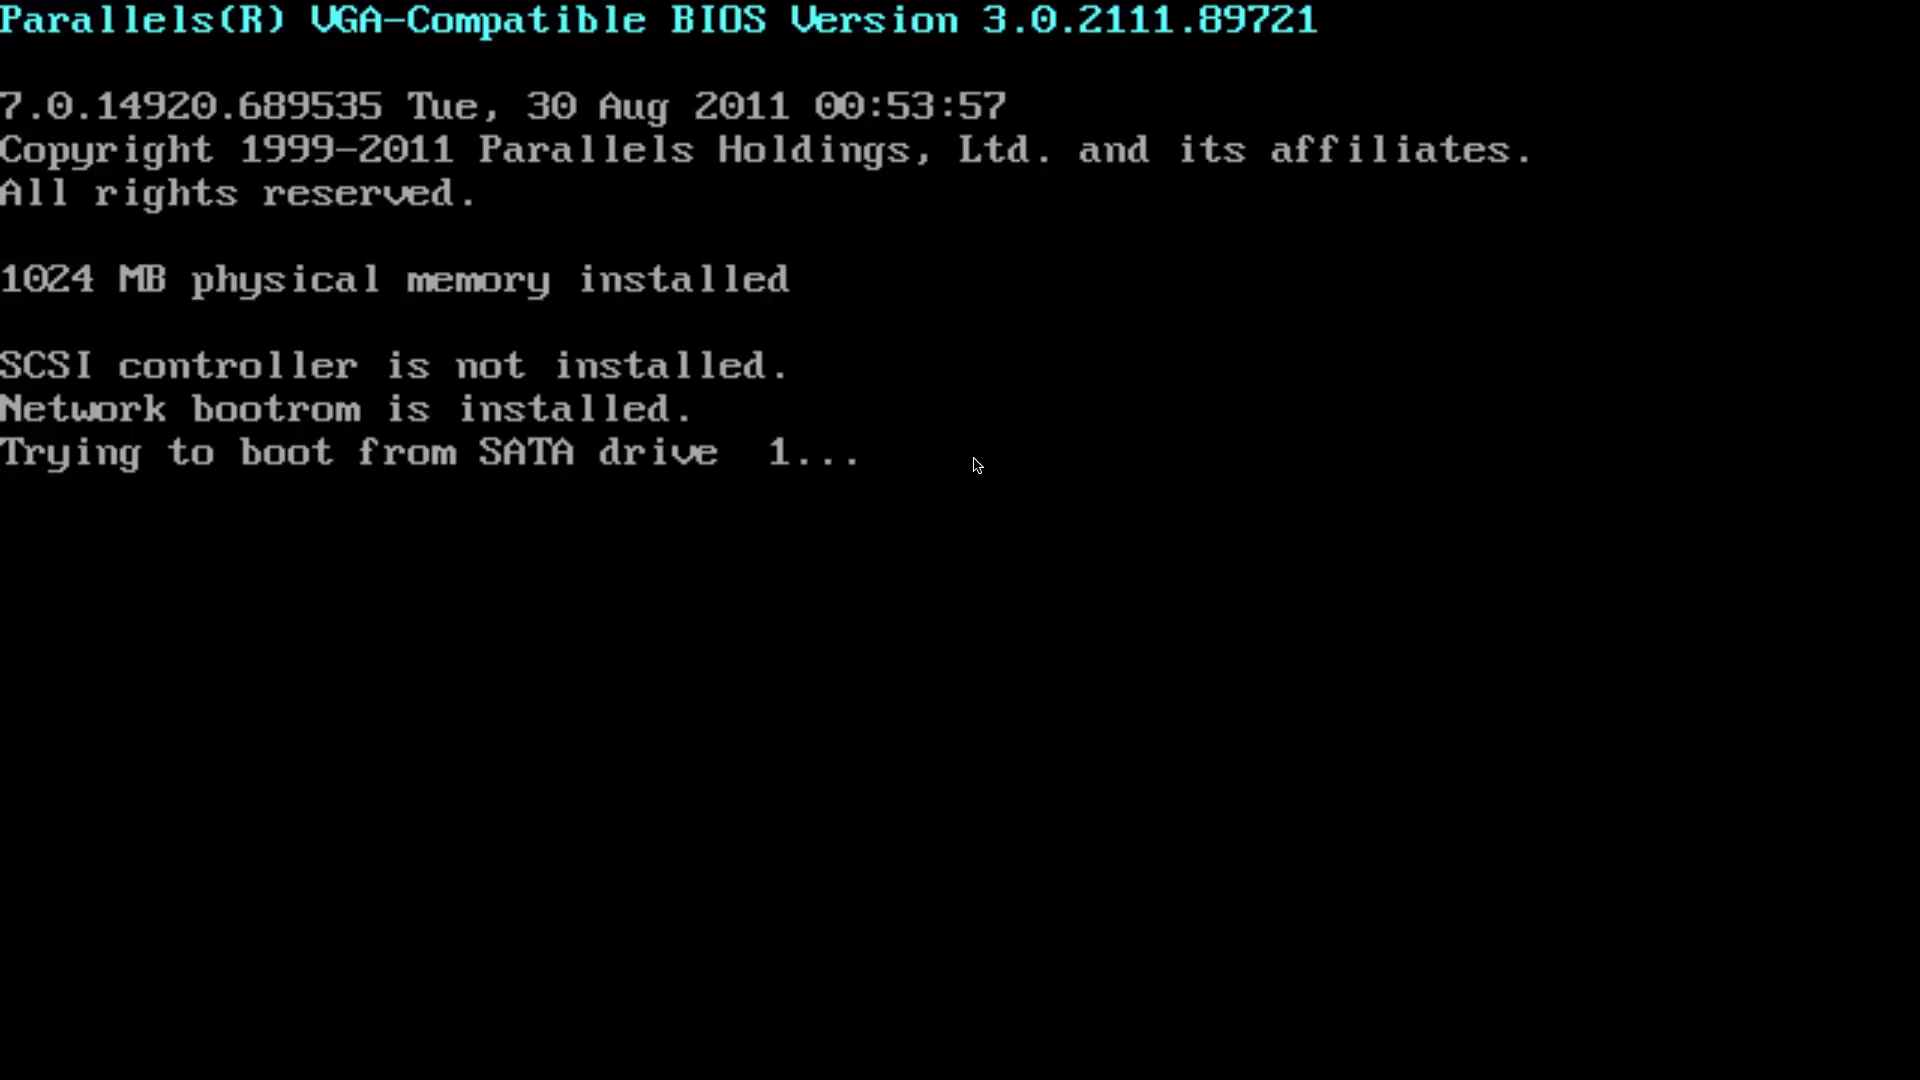 Parallels(R) VGA-Compatible BIOS Version 3.0.2111.89721
7.0.14920.689535 Tue, 30 Aug 2011 00:53:57
Copyright 1999-2011 Parallels Holdings, Ltd. and its affiliates.
All rights reserved.
1024 MB physical memory installed
SCSI controller is not installed.
Network bootrom is installed.
Trying to boot from SATA drive  1...